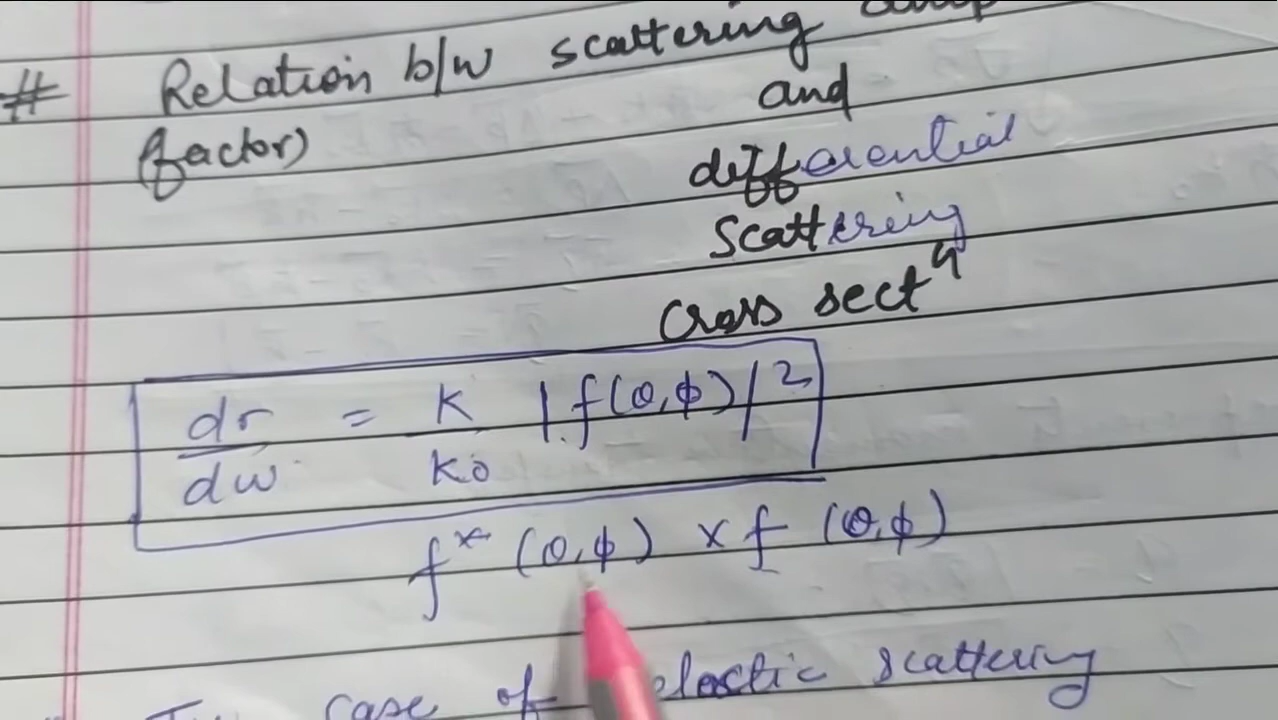 # Relation b/w scattering
(factor) and
differential
Scattering
Cross sectⁿ
dσ/dω = K/K₀ |f(θ,φ)|²
f* (θ,φ) × f (θ,φ)
case of elastic scattering